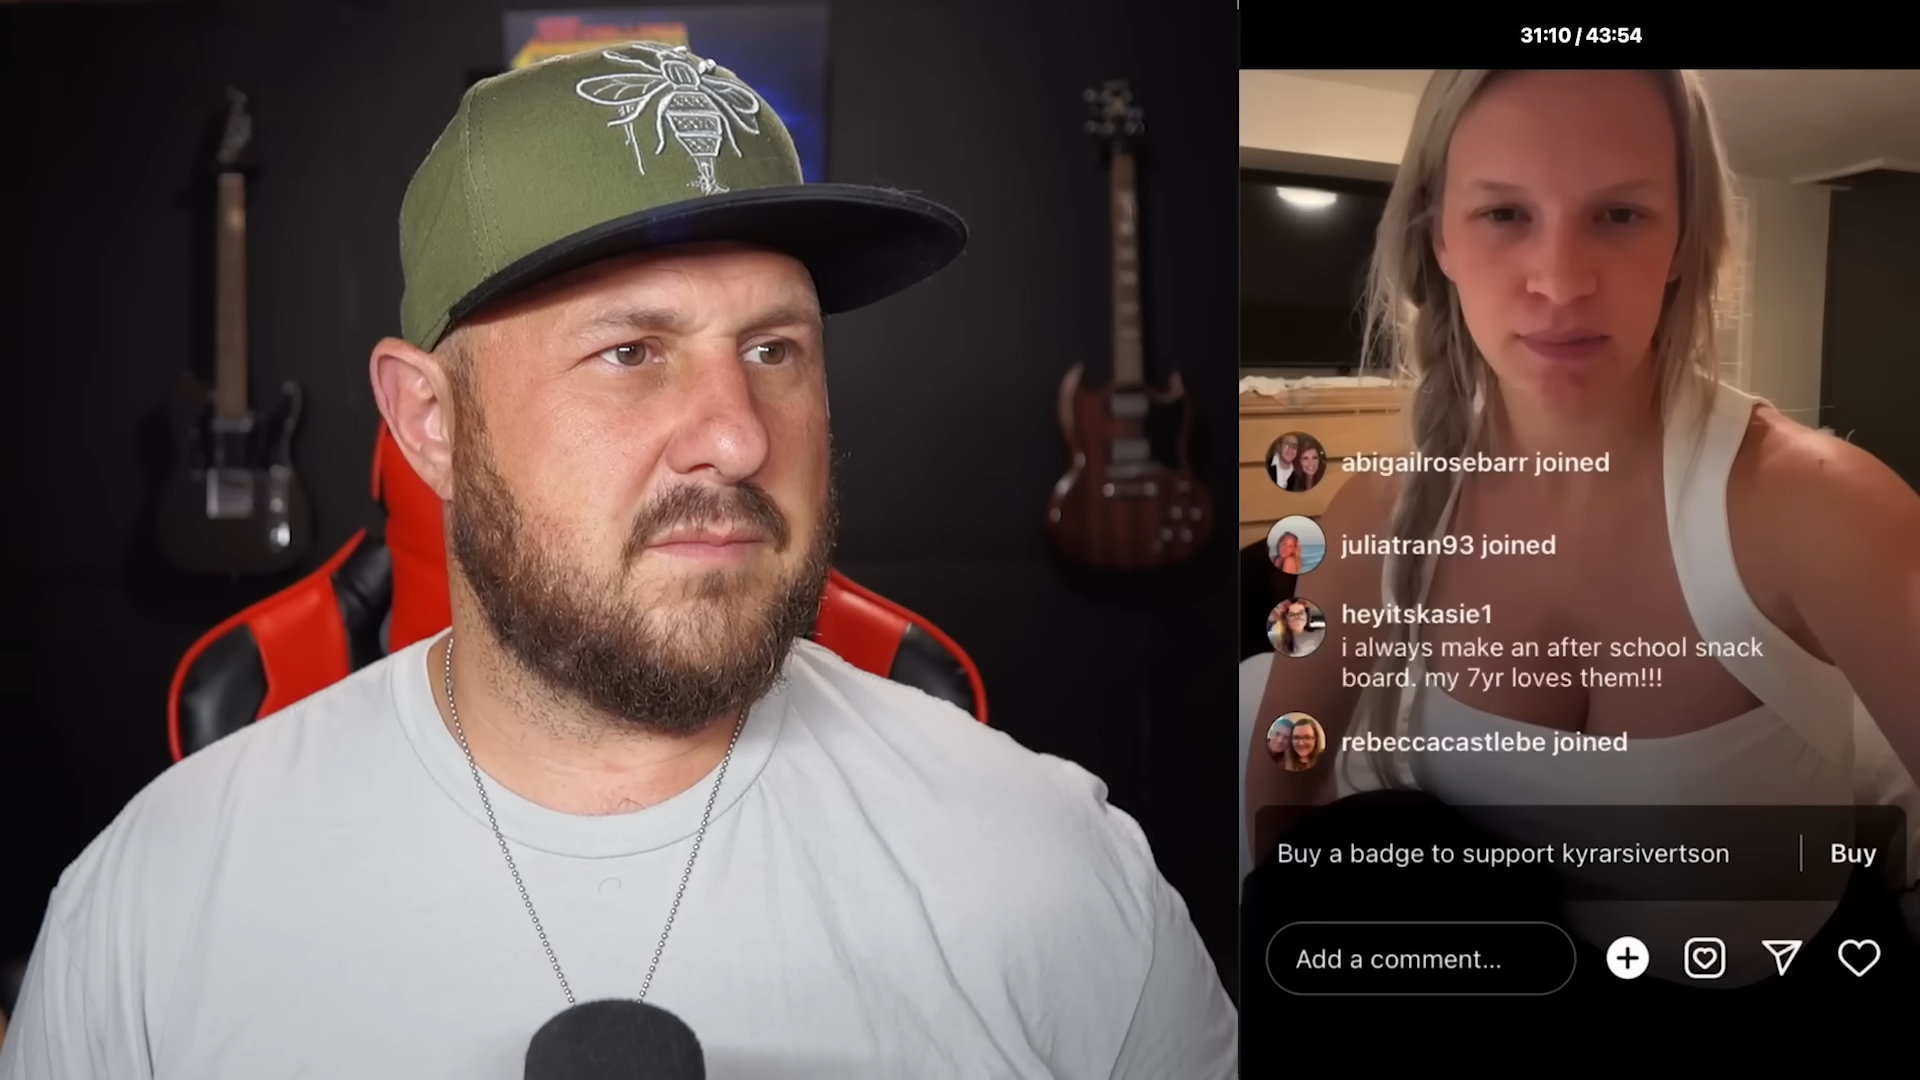 31:10 / 43:54
abigailrosebarr joined
juliatran93 joined
heyitskasie1
i always make an after school snack
board. my 7yr loves them!!!
rebeccacastlebe joined
Buy a badge to support kyrarsivertson
Buy
Add a comment...